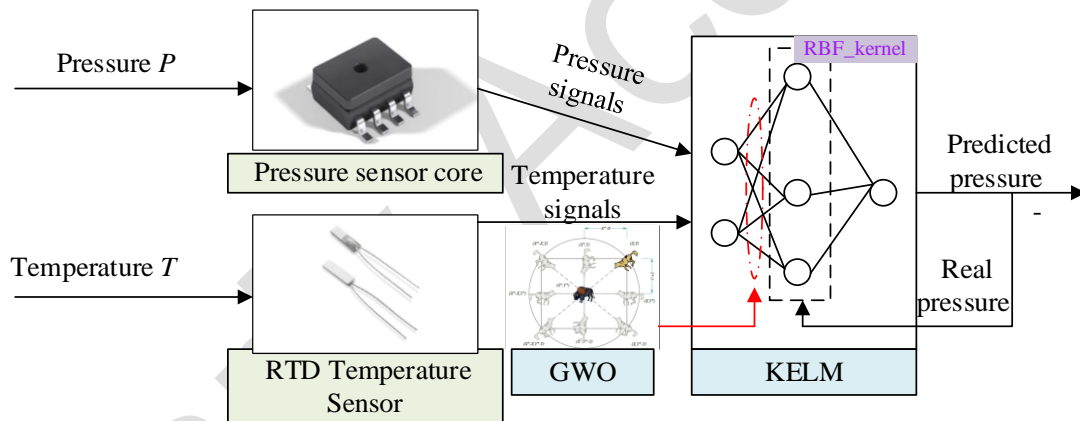 RBF_kernel
Pressure P
Pressure
signals
Predicted
pressure
Pressure sensor core
Temperature
signals
-
Temperature T
Real
pressure
RTD Temperature
Sensor
GWO
KELM